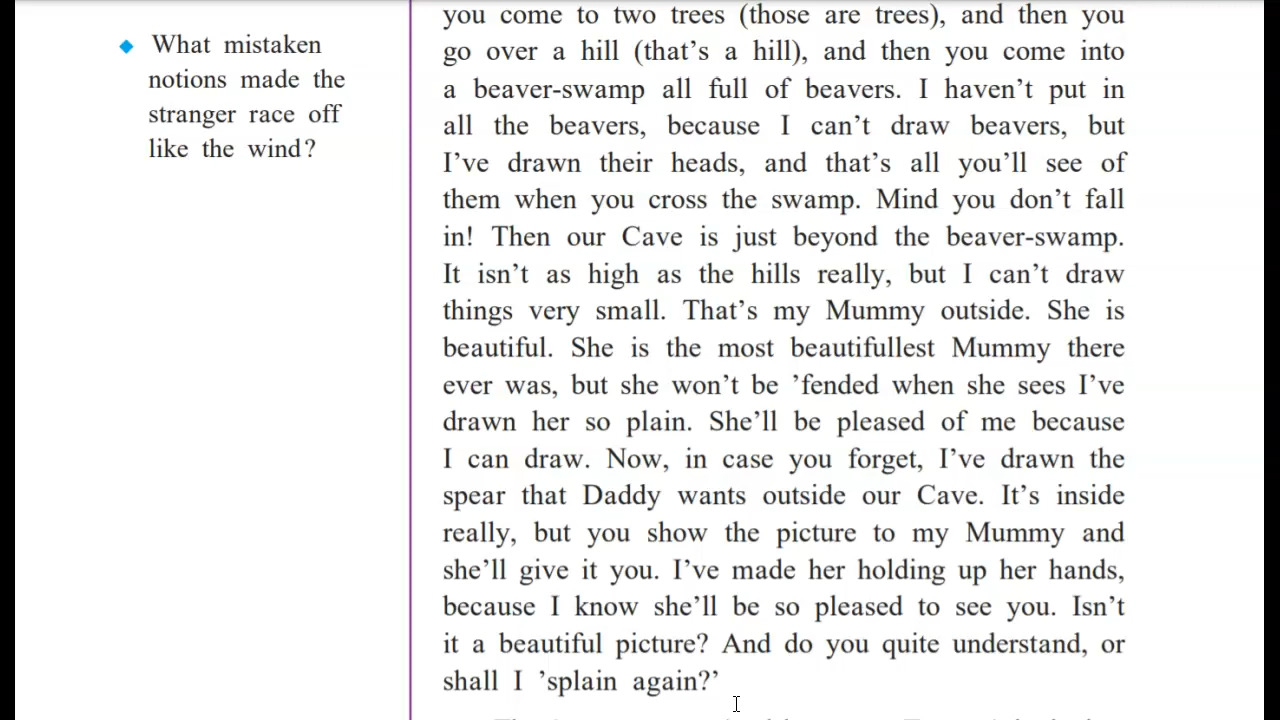 What mistaken
notions made the
stranger race off
like the wind?
you come to two trees (those are trees), and then you
go over a hill (that’s a hill), and then you come into
a beaver-swamp all full of beavers. I haven’t put in
all the beavers, because I can’t draw beavers, but
I’ve drawn their heads, and that’s all you’ll see of
them when you cross the swamp. Mind you don’t fall
in! Then our Cave is just beyond the beaver-swamp.
It isn’t as high as the hills really, but I can’t draw
things very small. That’s my Mummy outside. She is
beautiful. She is the most beautifullest Mummy there
ever was, but she won’t be ’fended when she sees I’ve
drawn her so plain. She’ll be pleased of me because
I can draw. Now, in case you forget, I’ve drawn the
spear that Daddy wants outside our Cave. It’s inside
really, but you show the picture to my Mummy and
she’ll give it you. I’ve made her holding up her hands,
because I know she’ll be so pleased to see you. Isn’t
it a beautiful picture? And do you quite understand, or
shall I ’splain again?’